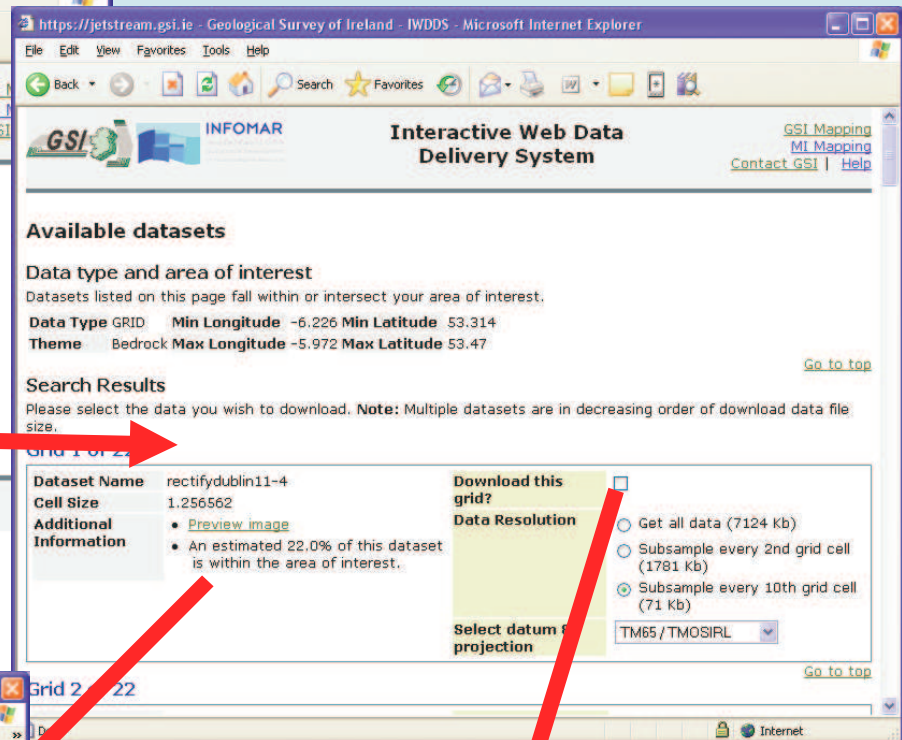 https://jetstream.gsi.ie - Geological Survey of Ireland - IWDDS - Microsoft Internet Explorer
File Edit View Favorites Tools Help
Back Search Favorites
GSI INFOMAR Interactive Web Data Delivery System
GSI Mapping
MI Mapping
Contact GSI | Help
Available datasets
Data type and area of interest
Datasets listed on this page fall within or intersect your area of interest.
Data Type GRID Min Longitude -6.226 Min Latitude 53.314
Theme Bedrock Max Longitude -5.972 Max Latitude 53.47
Go to top
Search Results
Please select the data you wish to download. Note: Multiple datasets are in decreasing order of download data file
size.
Grid 1 of 22
Dataset Name rectifydublin11-4
Cell Size 1.256562
Additional Information
• Preview image
• An estimated 22.0% of this dataset
is within the area of interest.
Download this
grid?
Data Resolution
Get all data (7124 Kb)
Subsample every 2nd grid cell
(1781 Kb)
Subsample every 10th grid cell
(71 Kb)
Select datum
projection
TM65/TMOSIRL
Go to top
Grid 2 22
Internet